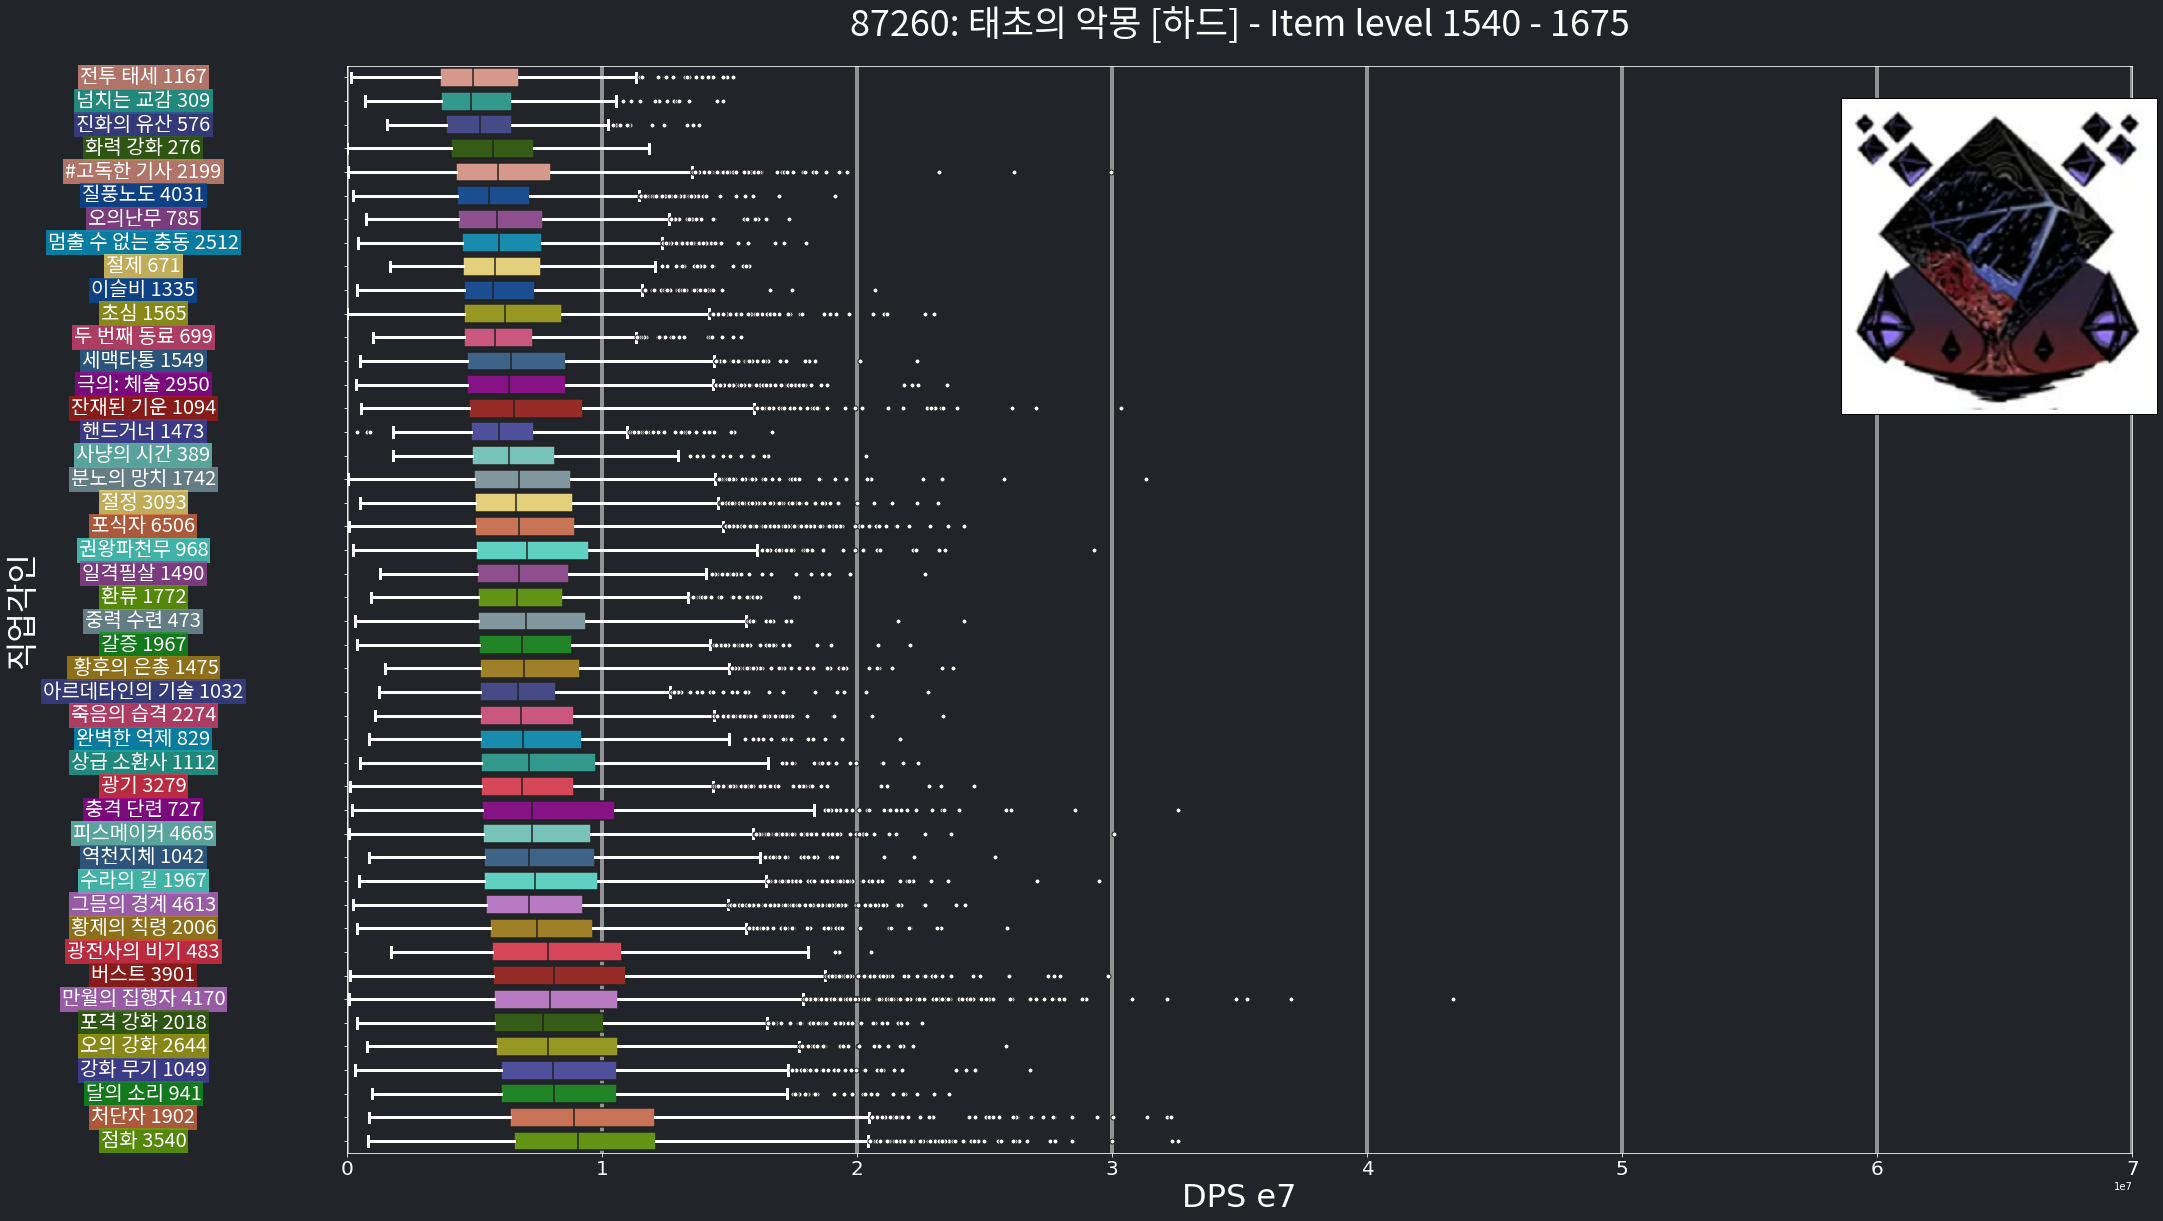 87260: 태초의 악몽 [하드] - Item level 1540 - 1675
전투 태세 1167
넘치는 교감 309
진화의 유산 576
화력 강화 276
#고독한 기사 2199
질풍노도 4031
오의난무 785
멈출 수 없는 충동 2512
절제 671
이슬비 1335
초심 1565
두 번째 동료 699
세맥타통 1549
극의: 체술 2950
잔재된 기운 1094
핸드거너 1473
사냥의 시간 389
분노의 망치 1742
절정 3093
포식자 6506
권왕파천무 968
일격필살 1490
환류 1772
중력 수련 473
갈증 1967
황후의 은총 1475
아르데타인의 기술 1032
죽음의 습격 2274
완벽한 억제 829
상급 소환사 1112
광기 3279
충격 단련 727
피스메이커 4665
역천지체 1042
수라의 길 1967
그믐의 경계 4613
황제의 칙령 2006
광전사의 비기 483
버스트 3901
만월의 집행자 4170
포격 강화 2018
오의 강화 2644
강화 무기 1049
달의 소리 941
처단자 1902
점화 3540
직업각인
0 1 2 3 4 5 6 7
1e7
DPS e7